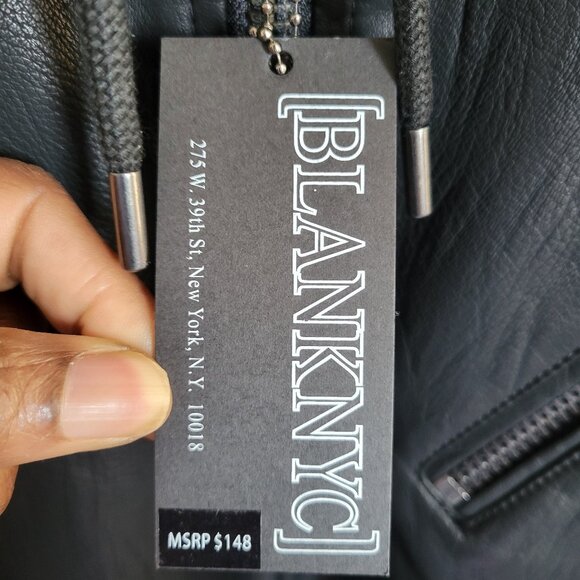 [BLANKNYC]
275 W. 39th St, New York, N.Y. 10018
MSRP $148